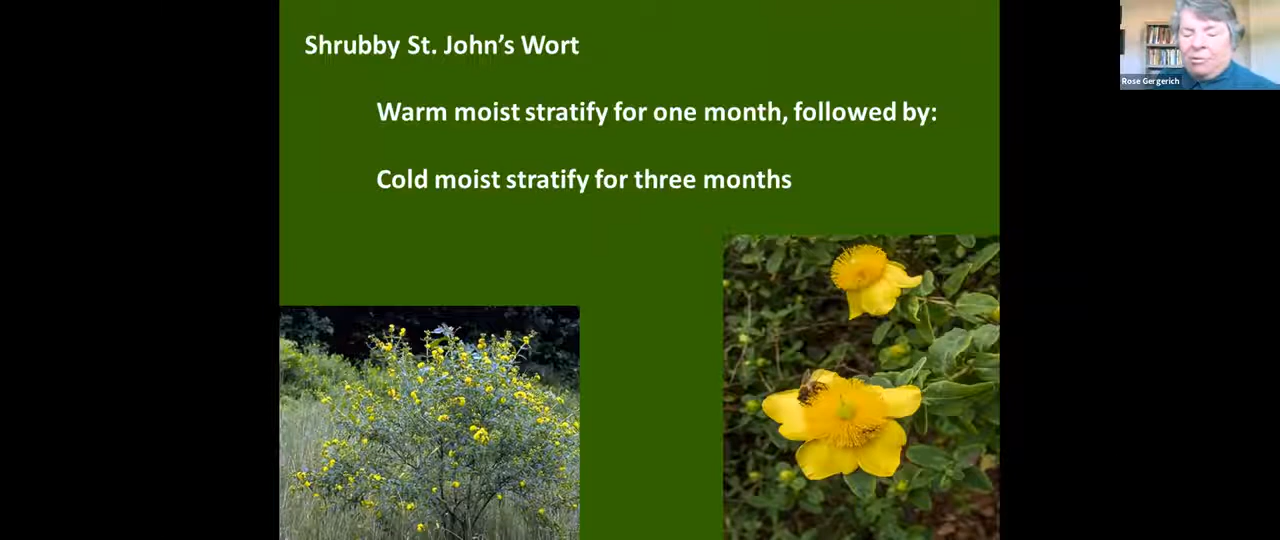 Shrubby St. John's Wort
Warm moist stratify for one month, followed by:
Cold moist stratify for three months
Rose Gergerich